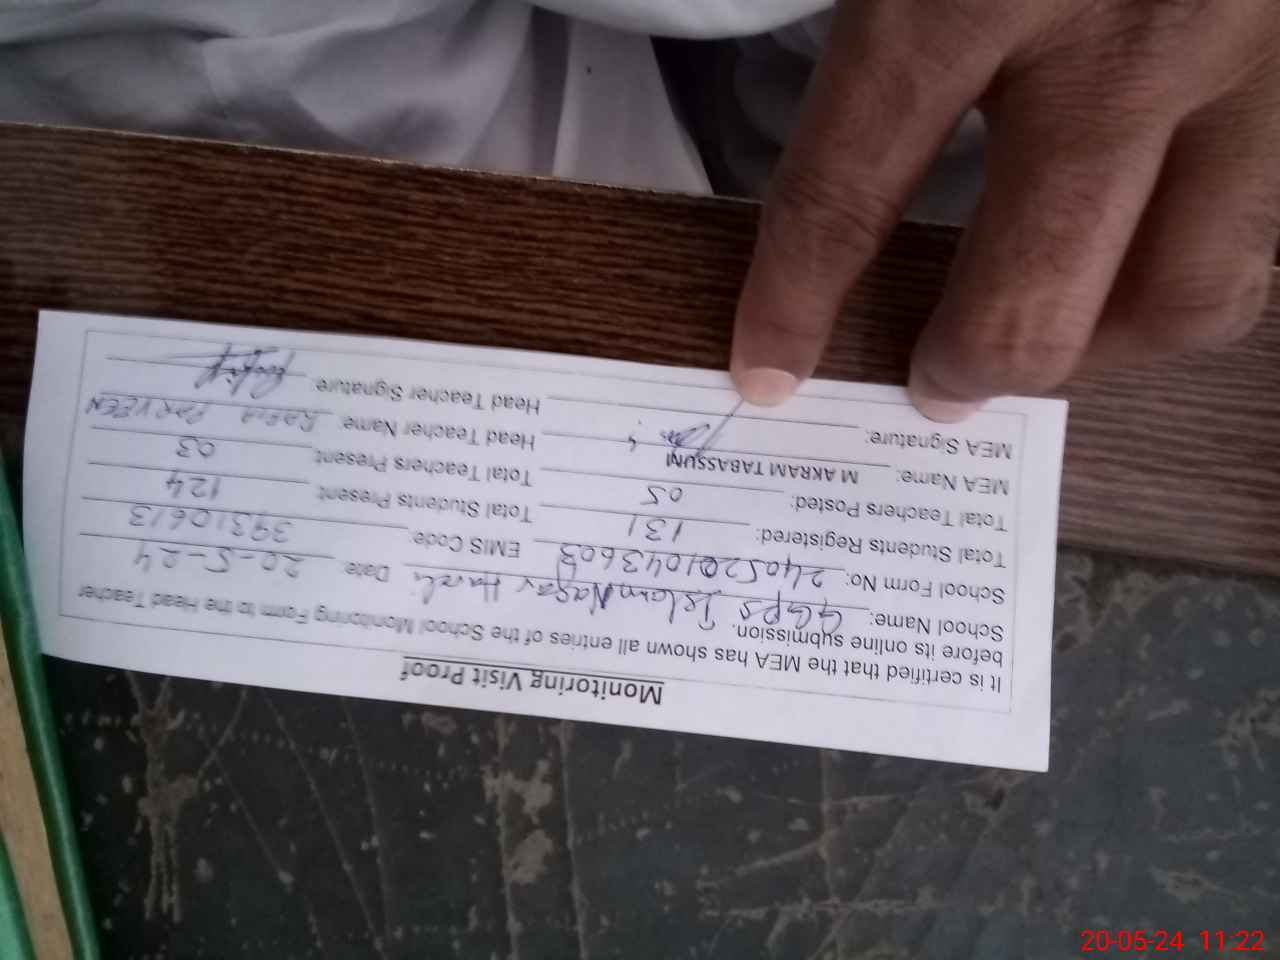 Monitoring Visit Proof
It is certified that the MEA has shown all entries of the School Monitoring Form to the Head Teacher
before its online submission.
School Name: GGPS Islam Nagar Haveli Date: 20-5-24
School Form No: 2405201043603 EMIS Code: 39310613
Total Students Registered: 131 Total Students Present: 124
Total Teachers Posted: 05 Total Teachers Present: 03
MEA Name: M AKRAM TABASSUM Head Teacher Name: RAFIA PARVEEN
MEA Signature: Head Teacher Signature:
20-05-24 11:22